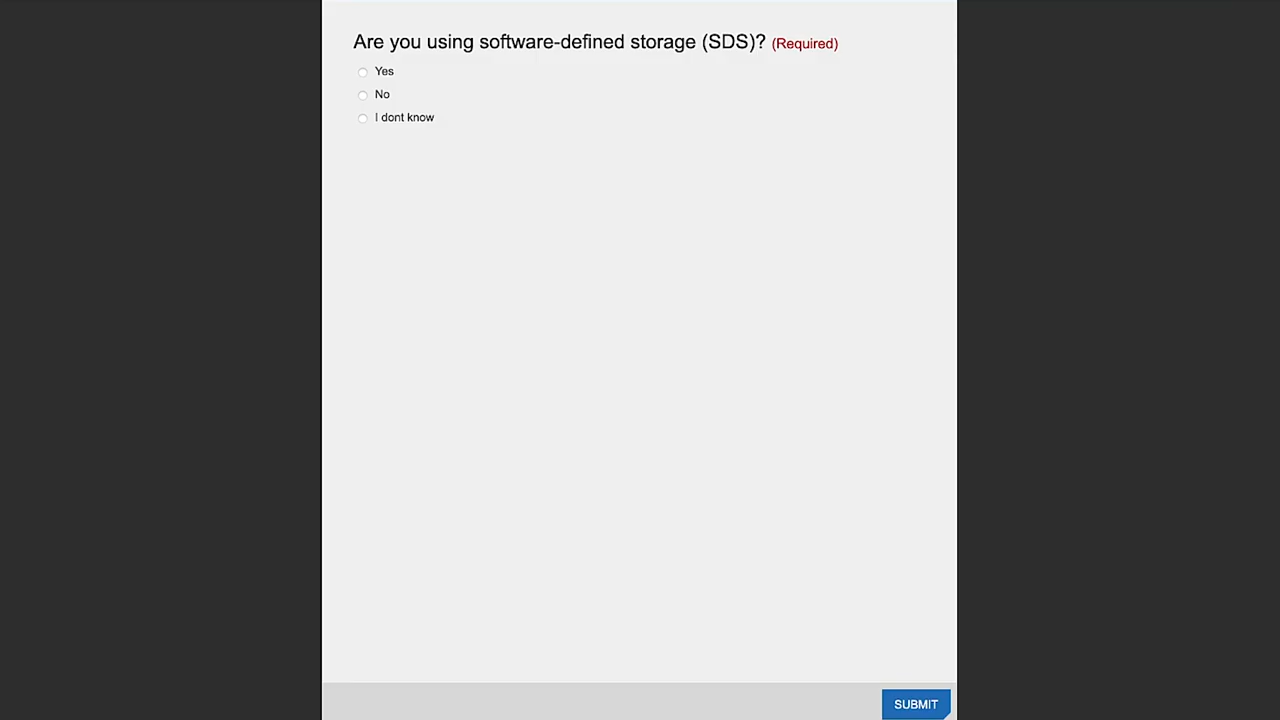 Are you using software-defined storage (SDS)? (Required)
Yes
No
I dont know
SUBMIT